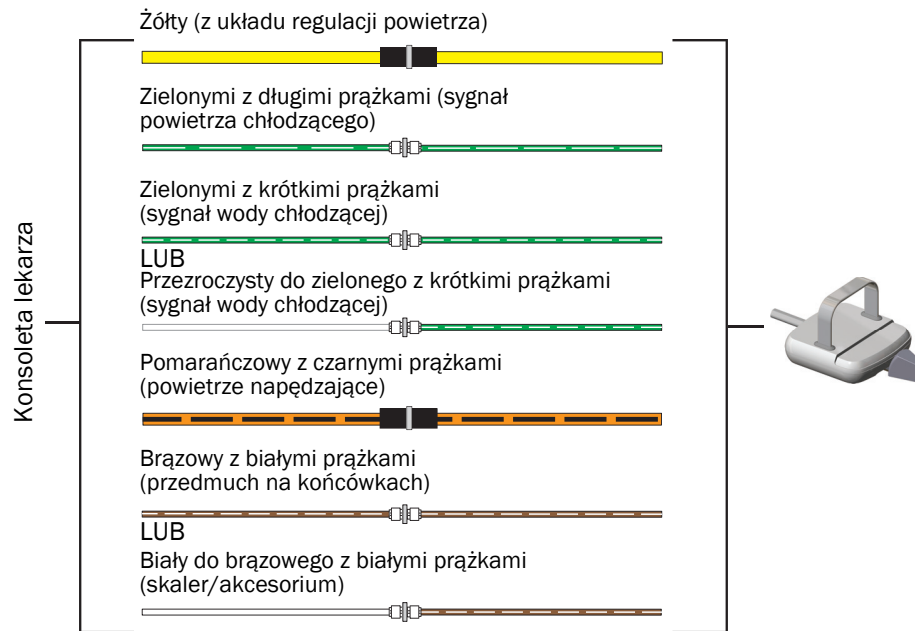 Żółty (z układu regulacji powietrza)
Zielonymi z długimi prążkami (sygnał
powietrza chłodzącego)
Zielonymi z krótkimi prążkami
(sygnał wody chłodzącej)
LUB
Przezroczysty do zielonego z krótkimi prążkami
(sygnał wody chłodzącej)
Konsoleta lekarza
Pomarańczowy z czarnymi prążkami
(powietrze napędzające)
Brązowy z białymi prążkami
(przedmuch na końcówkach)
LUB
Biały do brązowego z białymi prążkami
(skaler/akcesorium)